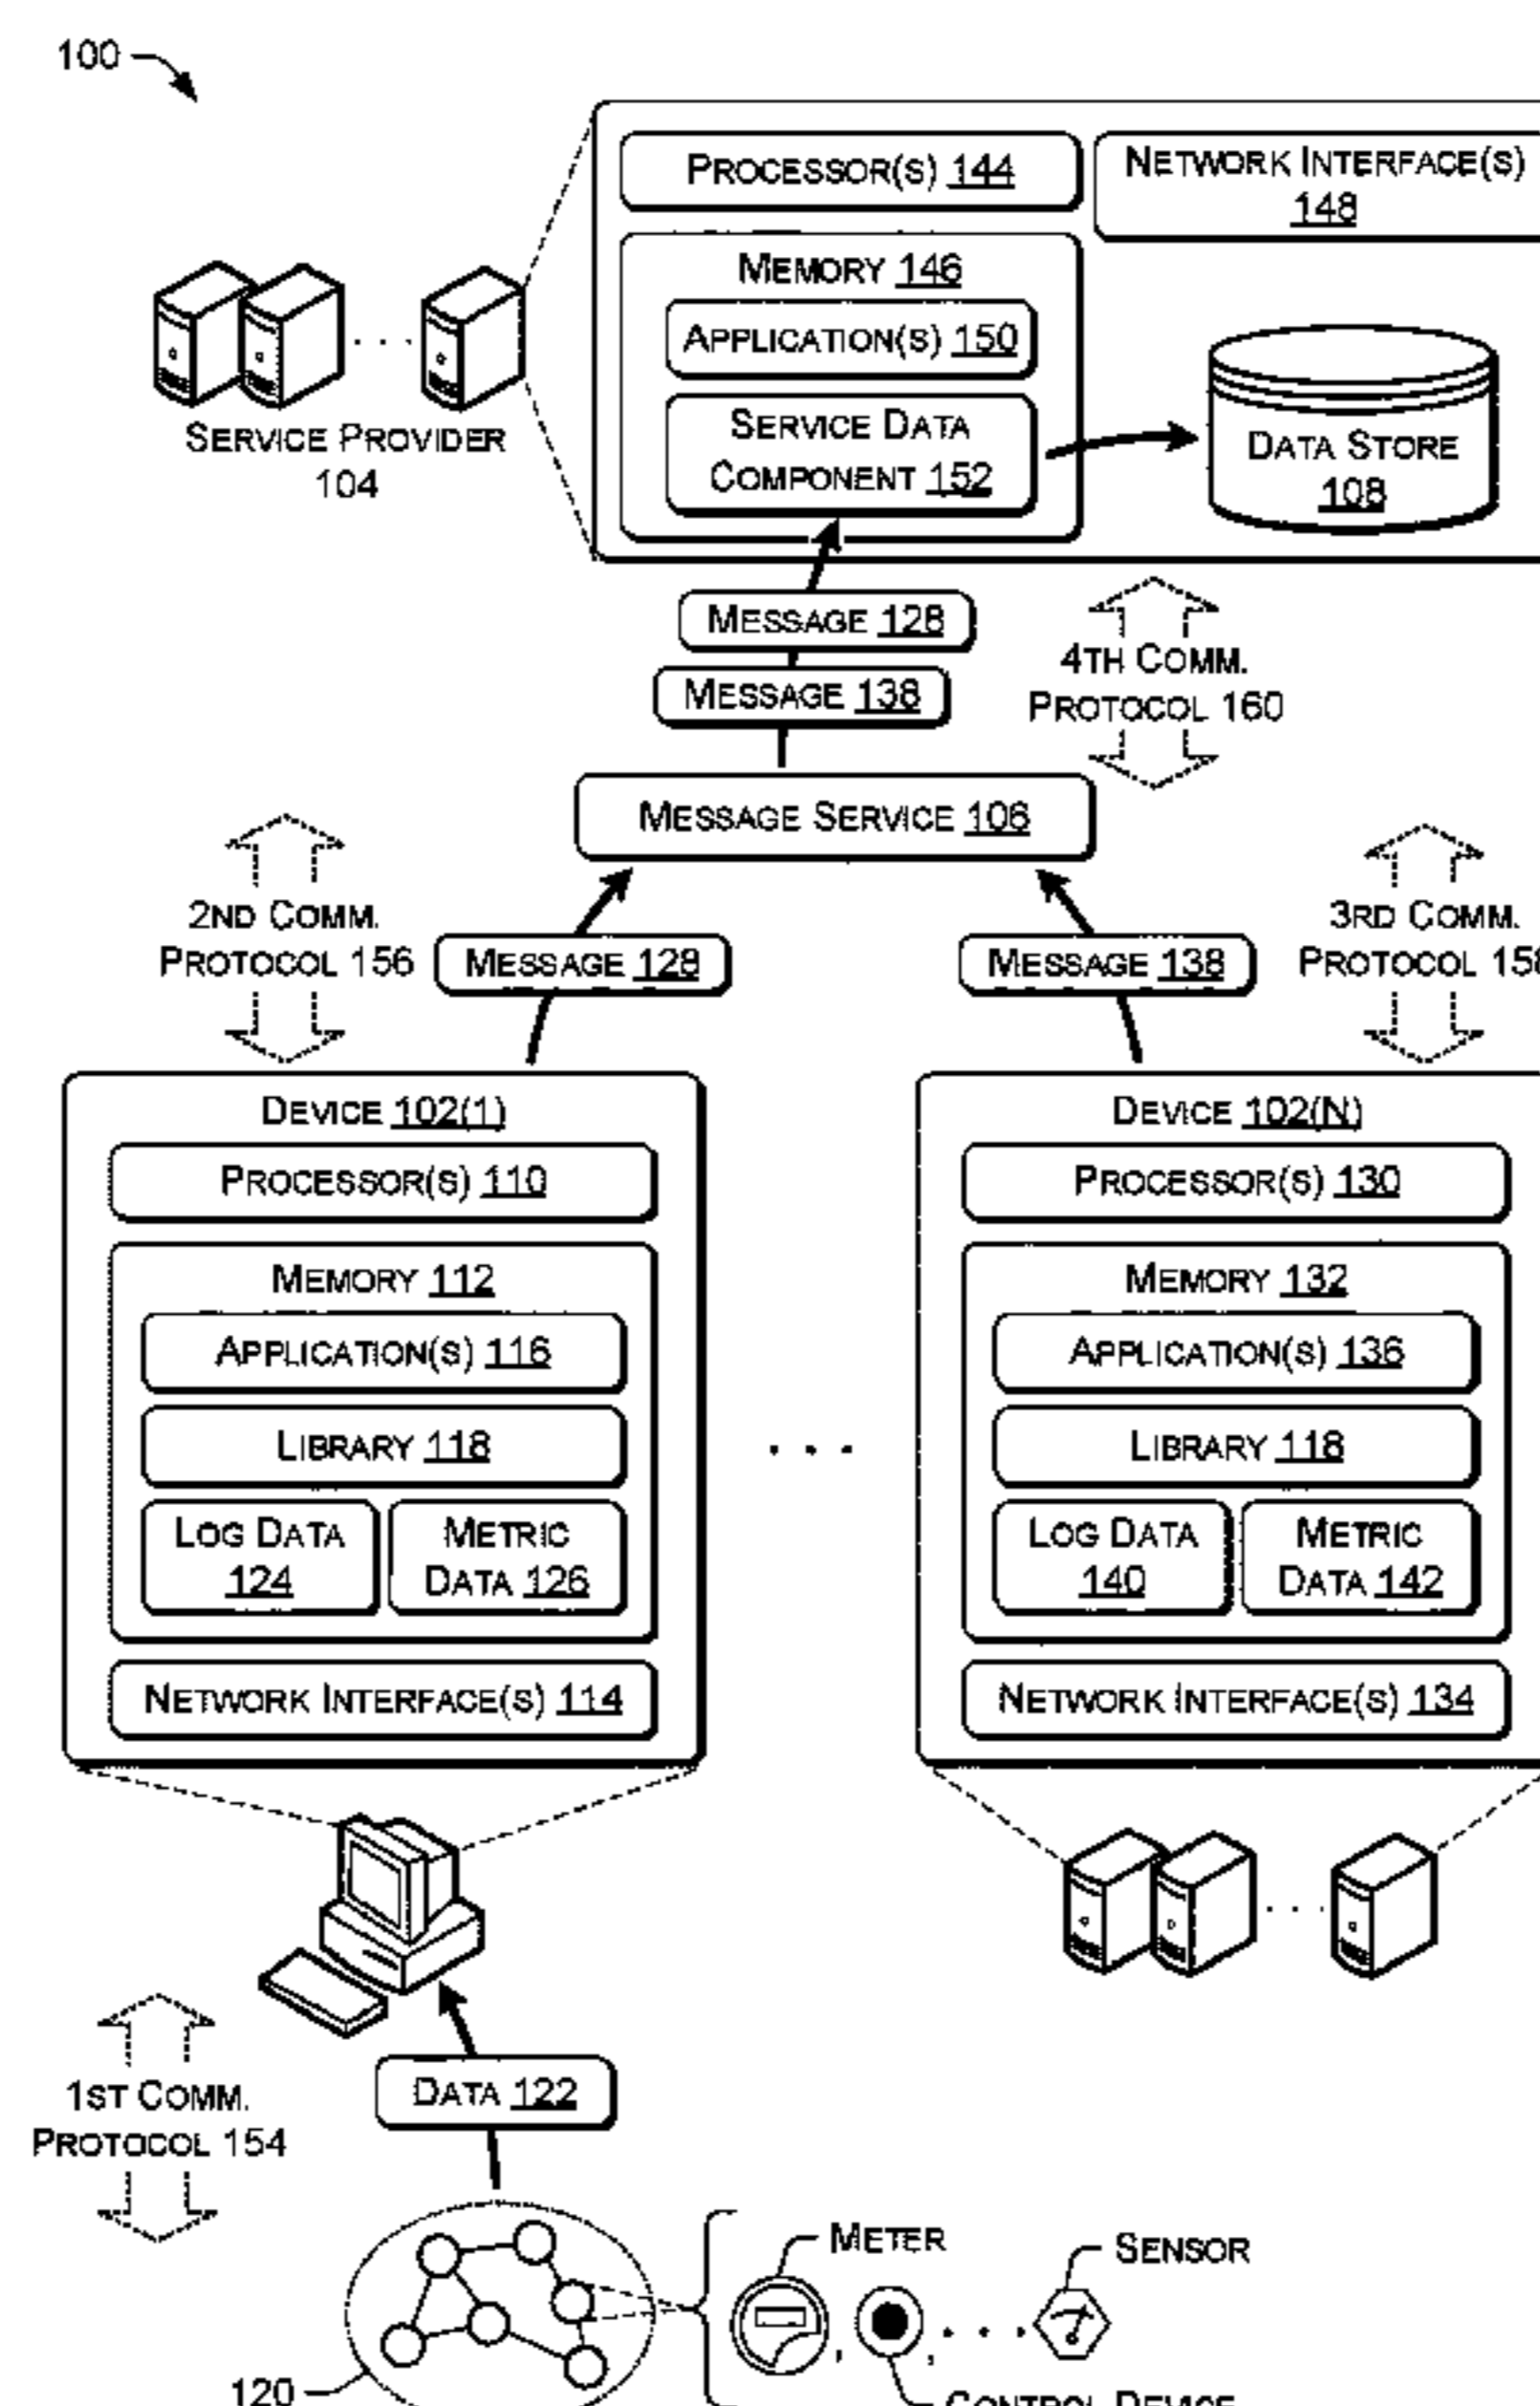 100
PROCESSOR(S) 144
NETWORK INTERFACE(S)
148
MEMORY 146
APPLICATION(S) 150
SERVICE DATA
COMPONENT 152
DATA STORE
108
SERVICE PROVIDER
104
MESSAGE 128
MESSAGE 138
4TH COMM.
PROTOCOL 160
MESSAGE SERVICE 106
2ND COMM.
PROTOCOL 156
MESSAGE 128
MESSAGE 138
3RD COMM.
PROTOCOL 158
DEVICE 102(1)
PROCESSOR(S) 110
MEMORY 112
APPLICATION(S) 116
LIBRARY 118
LOG DATA
124
METRIC
DATA 126
NETWORK INTERFACE(S) 114
. . .
DEVICE 102(N)
PROCESSOR(S) 130
MEMORY 132
APPLICATION(S) 136
LIBRARY 118
LOG DATA
140
METRIC
DATA 142
NETWORK INTERFACE(S) 134
1ST COMM.
PROTOCOL 154
DATA 122
METER
SENSOR
120
CONTROL DEVICE